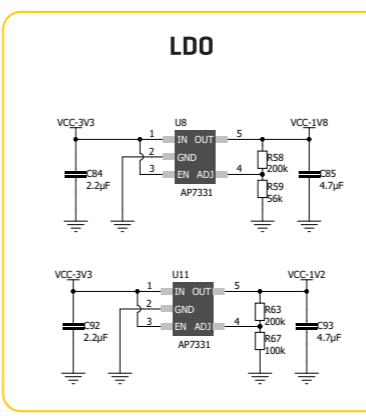 LDO
VCC-3V3
U8
VCC-1V8
1
IN OUT
5
2
GND
3
EN ADJ
4
C84
2.2µF
R58
200k
R59
56k
C85
4.7µF
AP7331
VCC-3V3
U11
VCC-1V2
1
IN OUT
5
2
GND
3
EN ADJ
4
C92
2.2µF
R63
200k
R67
100k
C93
4.7µF
AP7331